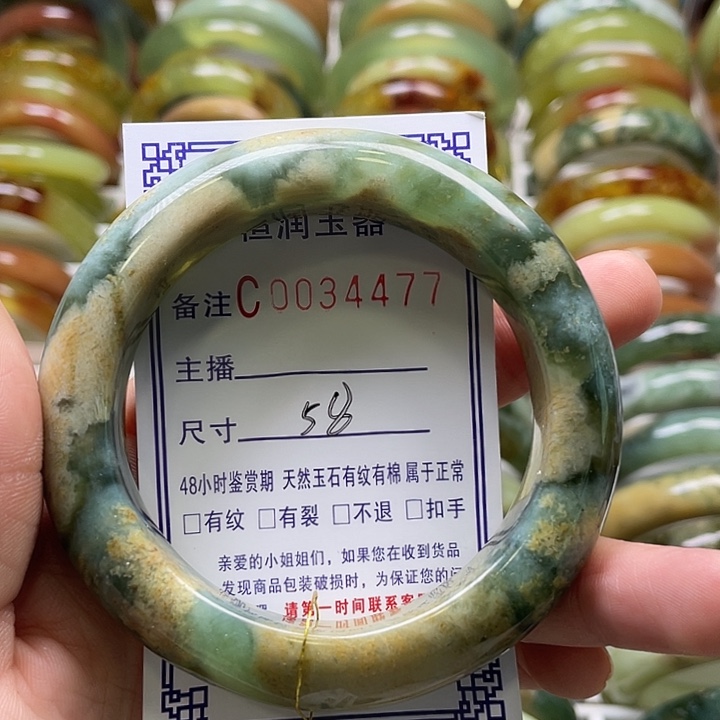 恒润玉器
备注C0034477
主播
尺寸 58
48小时鉴赏期 天然玉石有纹有棉属于正常
□有纹 □有裂 □不退 □扣手
亲爱的小姐姐们，如果您在收到货品
发现商品包装破损时，为保证您的
请第一时间联系客